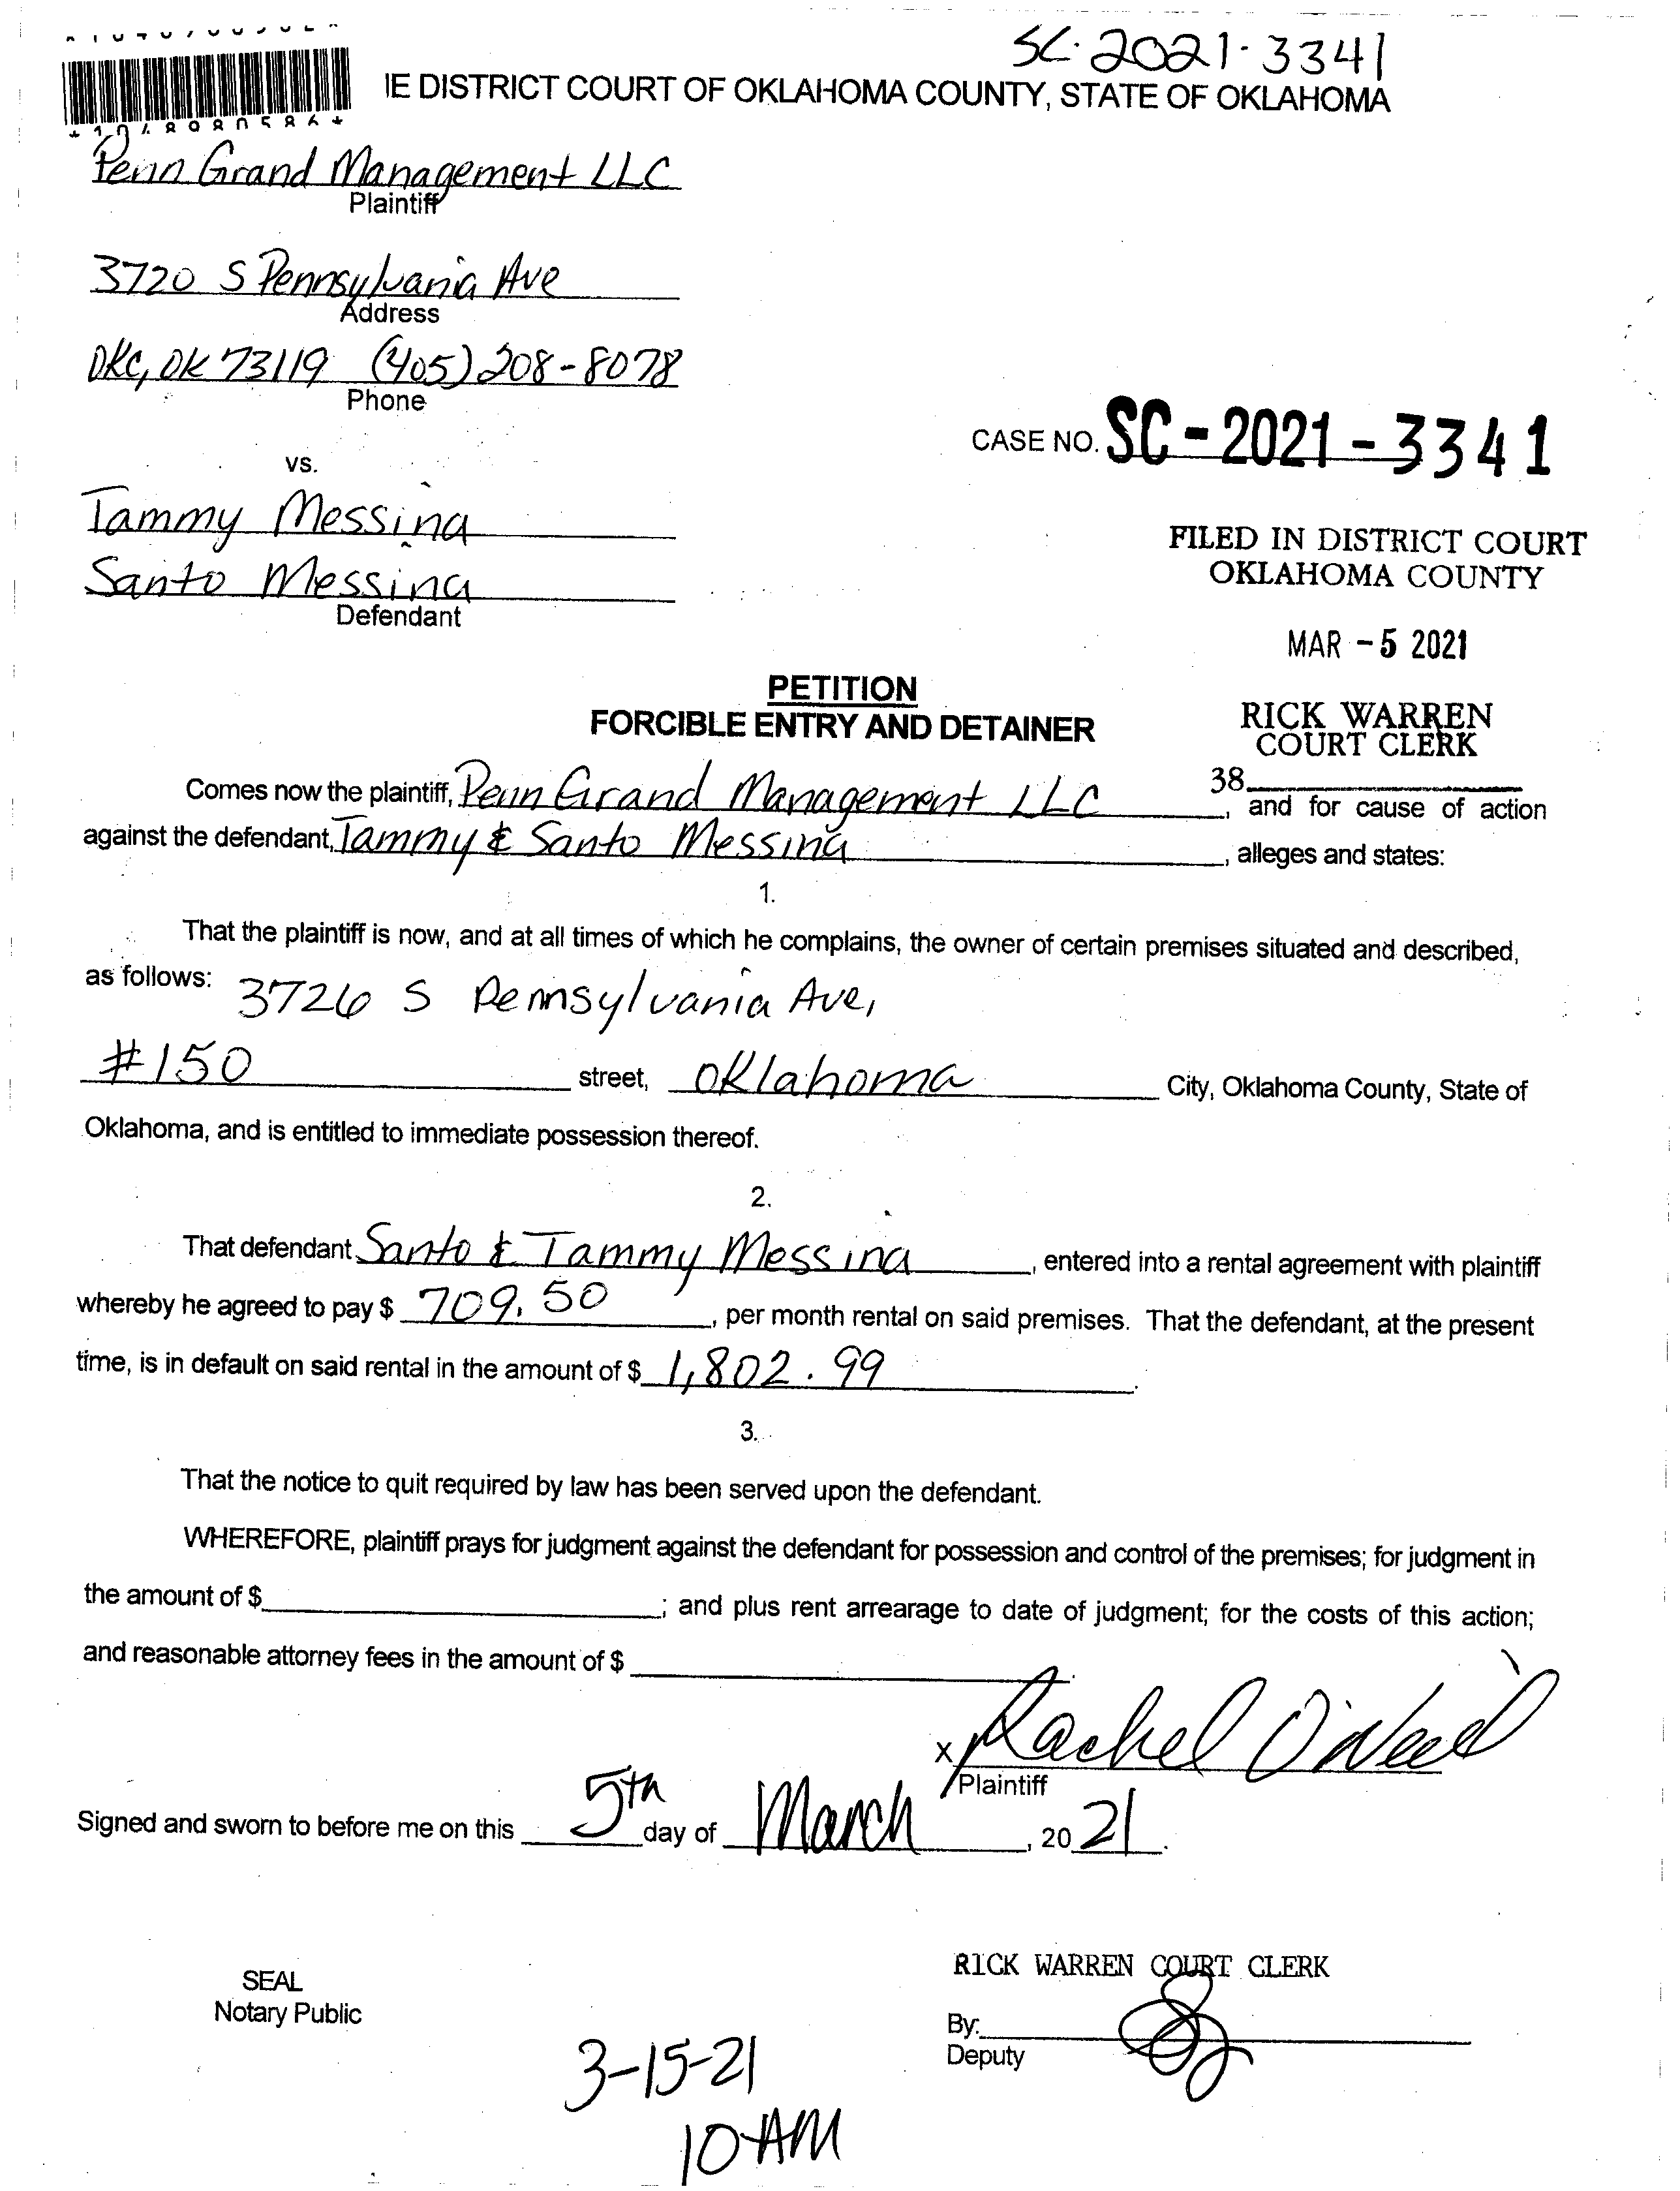 SC-2021-3341
IE DISTRICT COURT OF OKLAHOMA COUNTY, STATE OF OKLAHOMA
Penn Grand Management LLC
Plaintiff
3720 S Pennsylvania Ave
Address
OKC, OK 73119 (405) 208-8078
Phone
CASE NO. SC-2021-3341
vs.
Tammy Messina
Santo Messina
Defendant
FILED IN DISTRICT COURT
OKLAHOMA COUNTY
MAR - 5 2021
RICK WARREN
COURT CLERK
38
PETITION
FORCIBLE ENTRY AND DETAINER
Comes now the plaintiff, Penn Grand Management LLC, and for cause of action
against the defendant, Tammy & Santo Messina, alleges and states:
1.
That the plaintiff is now, and at all times of which he complains, the owner of certain premises situated and described,
as follows: 3726 S Pennsylvania Ave,
#150 street, Oklahoma City, Oklahoma County, State of
Oklahoma, and is entitled to immediate possession thereof.
2.
That defendant Santo & Tammy Messina, entered into a rental agreement with plaintiff
whereby he agreed to pay $ 709.50, per month rental on said premises. That the defendant, at the present
time, is in default on said rental in the amount of $ 1,802.99.
3.
That the notice to quit required by law has been served upon the defendant.
WHEREFORE, plaintiff prays for judgment against the defendant for possession and control of the premises; for judgment in
the amount of $ ; and plus rent arrearage to date of judgment; for the costs of this action;
and reasonable attorney fees in the amount of $ .
x Rachel O'Neal
Plaintiff
Signed and sworn to before me on this 5th day of March, 2021.
SEAL
Notary Public
RICK WARREN COURT CLERK
By:
Deputy
3-15-21
10 AM